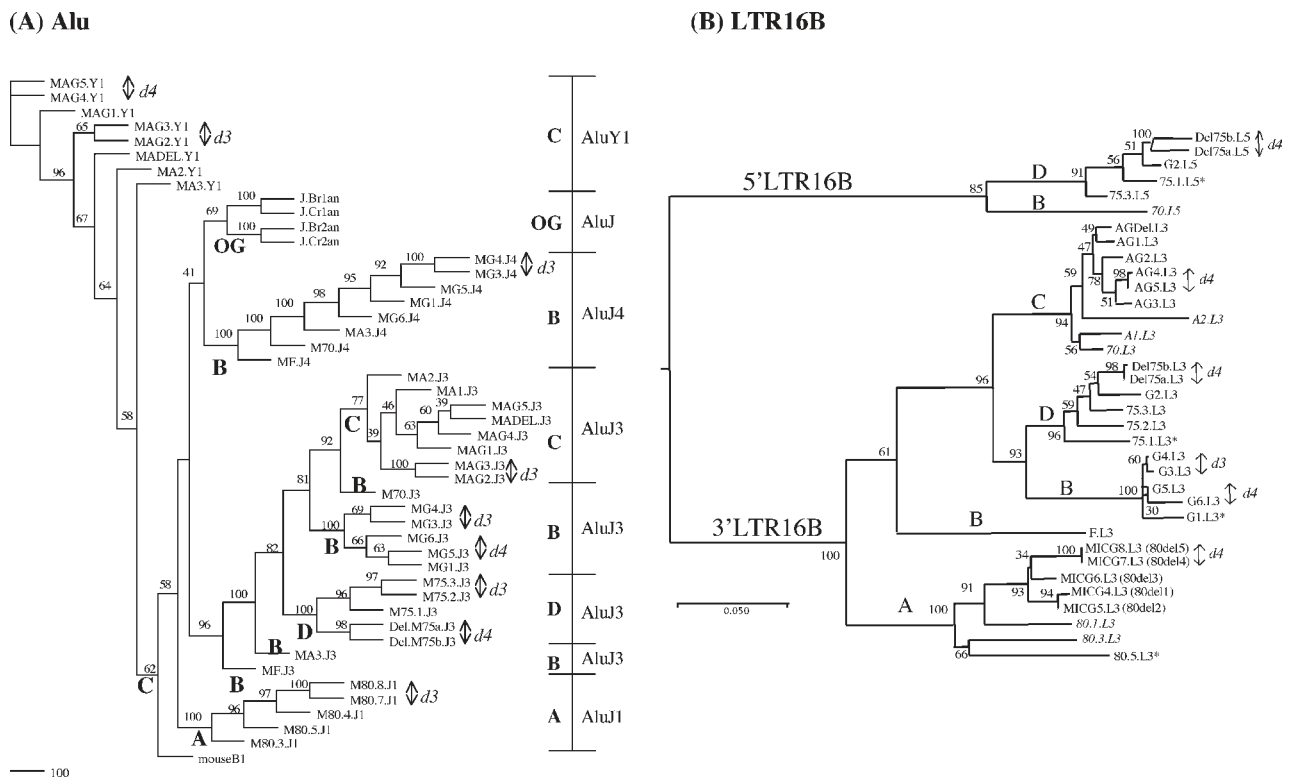 (A) Alu
MAG5.Y1
d4
MAG4.Y1
MAG1.Y1
65
MAG3.Y1
d3
MAG2.Y1
96
MADEL.Y1
MA2.Y1
MA3.Y1
67
C
AluY1
100
J.Br1an
J.Cr1an
69
100
J.Br2an
J.Cr2an
OG
OG
AluJ
64
41
100
MG4.J4
MG3.J4
d3
92
MG5.J4
95
MG1.J4
98
MG6.J4
100
MA3.J4
100
M70.J4
100
MF.J4
B
B
AluJ4
58
MA2.J3
77
MA1.J3
46
39
MAG5.J3
60
MADEL.J3
C
MAG4.J3
63
39
MAG1.J3
92
100
MAG3.J3
d3
MAG2.J3
C
AluJ3
B
M70.J3
81
69
MG4.J3
MG3.J3
d3
100
MG6.J3
66
B
63
MG5.J3
d4
MG1.J3
B
AluJ3
82
97
M75.3.J3
d3
M75.2.J3
96
M75.1.J3
100
98
Del.M75a.J3
d4
Del.M75b.J3
D
D
AluJ3
58
100
96
B
MA3.J3
B
AluJ3
MF.J3
B
62
C
100
M80.8.J1
M80.7.J1
d3
97
M80.4.J1
96
M80.5.J1
100
A
M80.3.J1
A
AluJ1
mouseB1
100
(B) LTR16B
100
Del75b.L5
d4
51
Del75a.L5
56
G2.L5
D
91
75.1.L5*
5'LTR16B
85
75.3.L5
B
70.L5
49
AGDel.L3
AG1.L3
47
AG2.L3
59
98
AG4.L3
d4
78
AG5.L3
51
AG3.L3
C
94
A2.L3
A1.L3
56
70.L3
96
98
Del75b.L3
d4
54
Del75a.L3
47
G2.L3
D
59
75.3.L3
75.2.L3
96
75.1.L3*
61
93
60
G4.L3
d3
G3.L3
B
100
G5.L3
d4
G6.L3
30
G1.L3*
3'LTR16B
B
F.L3
100
100
MICG8.L3 (80del5)
d4
34
MICG7.L3 (80del4)
91
MICG6.L3 (80del3)
93
94
MICG4.L3 (80del1)
A
100
MICG5.L3 (80del2)
80.1.L3
80.3.L3
66
80.5.L3*
0.050